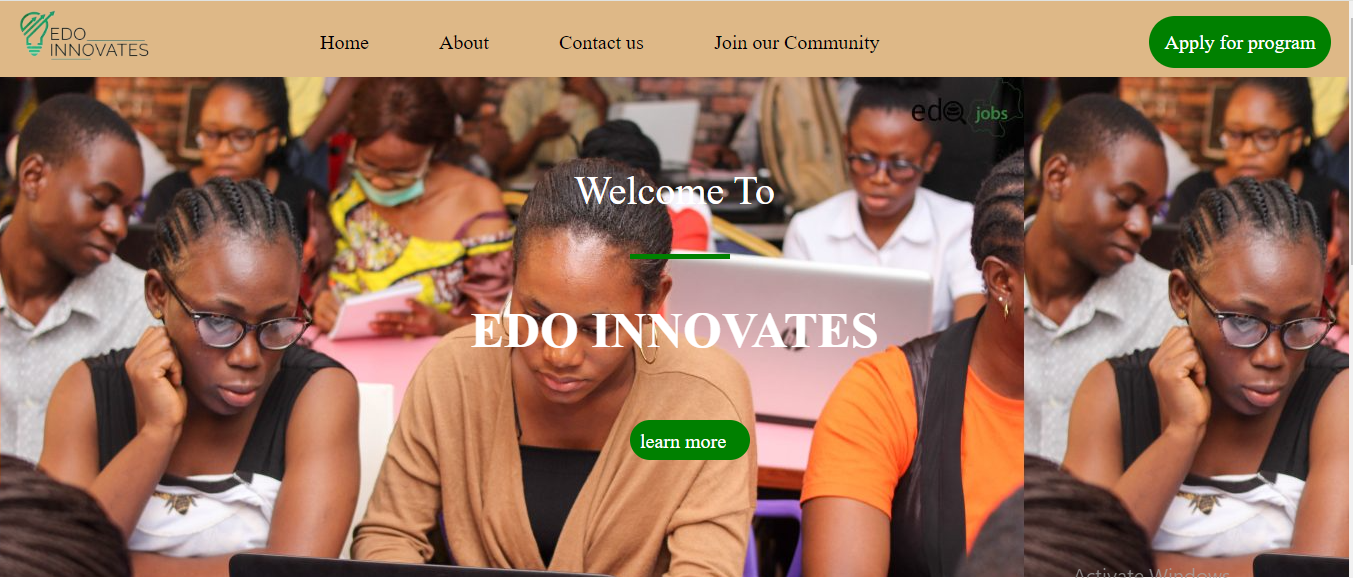 EDO
INNOVATES
Home
About
Contact us
Join our Community
Apply for program
edo jobs
Welcome To
EDO INNOVATES
learn more
Activate Windows